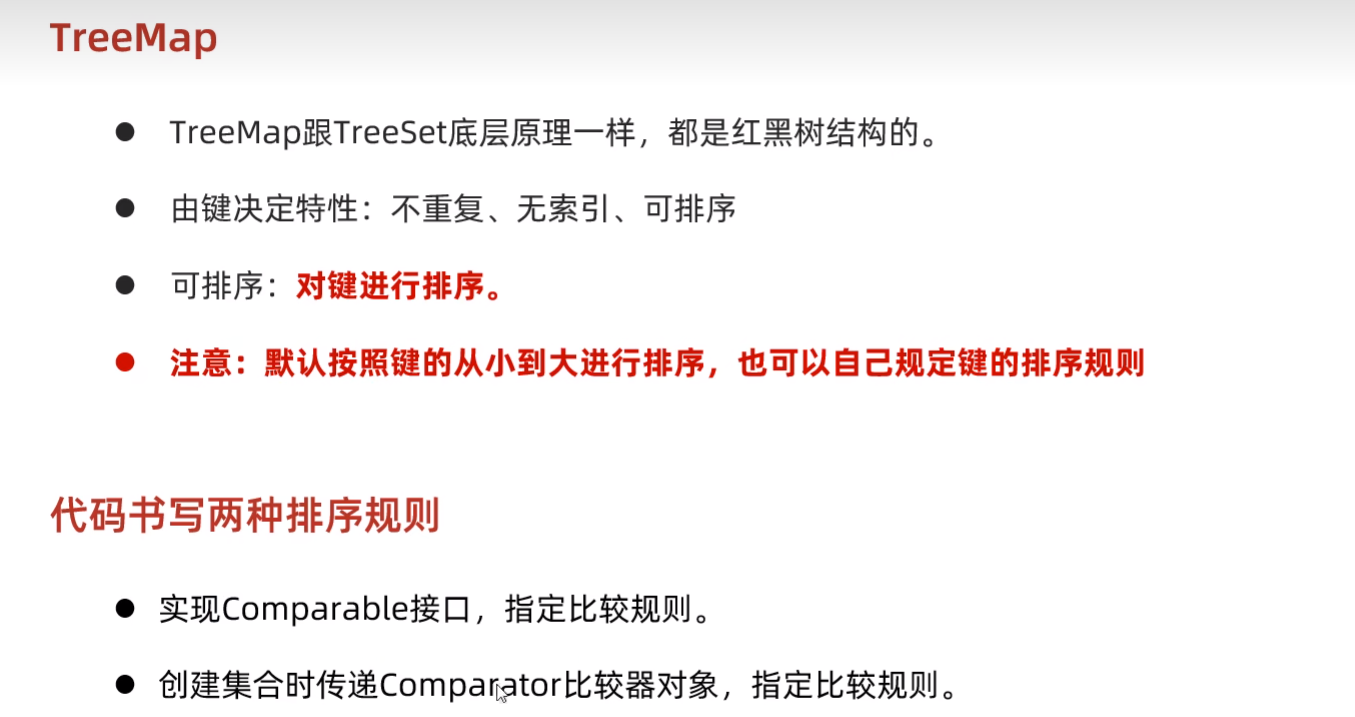 TreeMap
● TreeMap跟TreeSet底层原理一样，都是红黑树结构的。
● 由键决定特性：不重复、无索引、可排序
● 可排序：对键进行排序。
● 注意：默认按照键的从小到大进行排序，也可以自己规定键的排序规则
代码书写两种排序规则
● 实现Comparable接口，指定比较规则。
● 创建集合时传递Comparator比较器对象，指定比较规则。